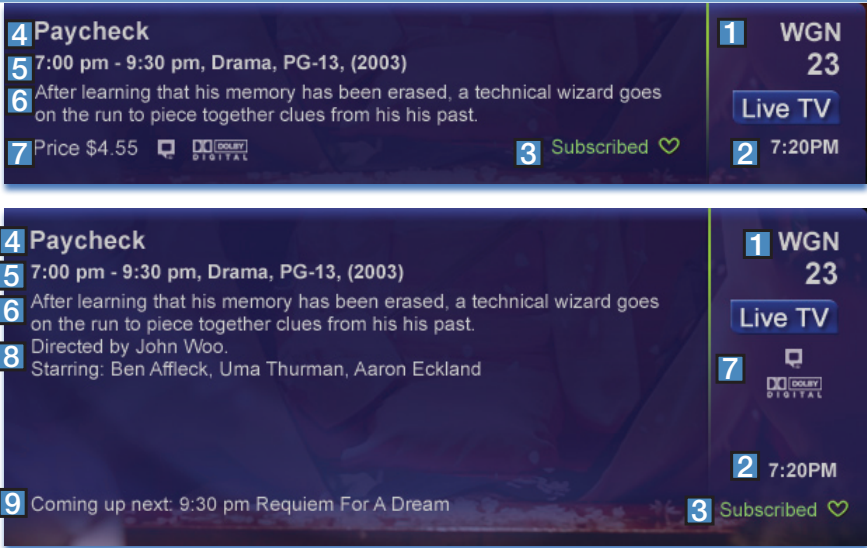 4 Paycheck
1 WGN
5 7:00 pm - 9:30 pm, Drama, PG-13, (2003)
23
6 After learning that his memory has been erased, a technical wizard goes
on the run to piece together clues from his his past.
Live TV
7 Price $4.55 DOLBY DIGITAL
3 Subscribed
2 7:20PM
4 Paycheck
1 WGN
5 7:00 pm - 9:30 pm, Drama, PG-13, (2003)
23
6 After learning that his memory has been erased, a technical wizard goes
on the run to piece together clues from his his past.
Live TV
8 Directed by John Woo.
Starring: Ben Affleck, Uma Thurman, Aaron Eckland
7 DOLBY
DIGITAL
2 7:20PM
9 Coming up next: 9:30 pm Requiem For A Dream
3 Subscribed